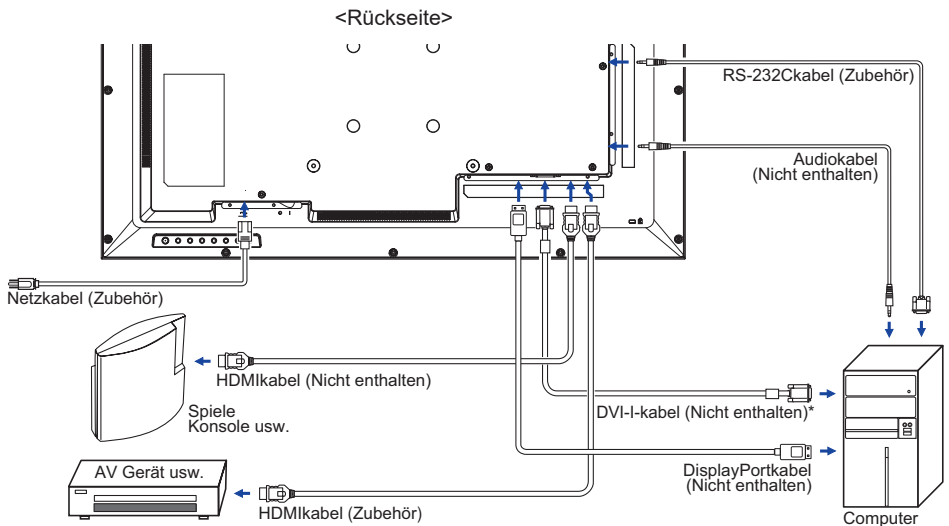 <Rückseite>
RS-232Ckabel (Zubehör)
Audiokabel
(Nicht enthalten)
Netzkabel (Zubehör)
HDMIkabel (Nicht enthalten)
Spiele
Konsole usw.
DVI-I-kabel (Nicht enthalten)*
AV Gerät usw.
DisplayPortkabel
(Nicht enthalten)
HDMIkabel (Zubehör)
Computer